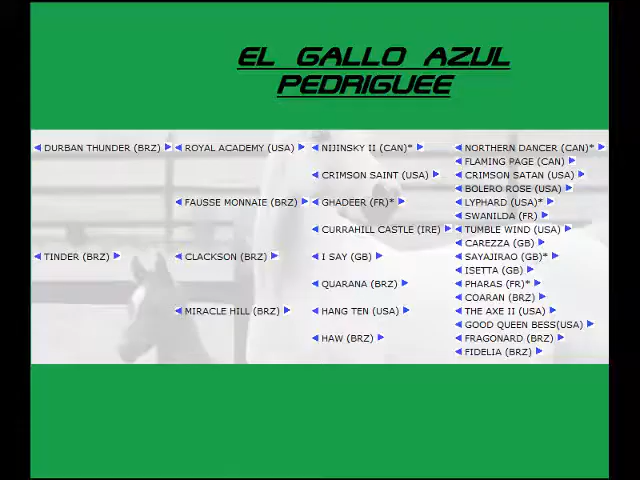 EL GALLO AZUL
PEDRIGUEE
DURBAN THUNDER (BRZ) ROYAL ACADEMY (USA) NIJINSKY II (CAN)* NORTHERN DANCER (CAN)*
FLAMING PAGE (CAN)
CRIMSON SAINT (USA) CRIMSON SATAN (USA)
BOLERO ROSE (USA)
FAUSSE MONNAIE (BRZ) GHADEER (FR)* LYPHARD (USA)*
SWANILDA (FR)
CURRAHILL CASTLE (IRE) TUMBLE WIND (USA)
CAREZZA (GB)
TINDER (BRZ) CLACKSON (BRZ) I SAY (GB) SAYAJIRAO (GB)*
ISETTA (GB)
QUARANA (BRZ) PHARAS (FR)*
COARAN (BRZ)
MIRACLE HILL (BRZ) HANG TEN (USA) THE AXE II (USA)
GOOD QUEEN BESS(USA)
HAW (BRZ) FRAGONARD (BRZ)
FIDELIA (BRZ)